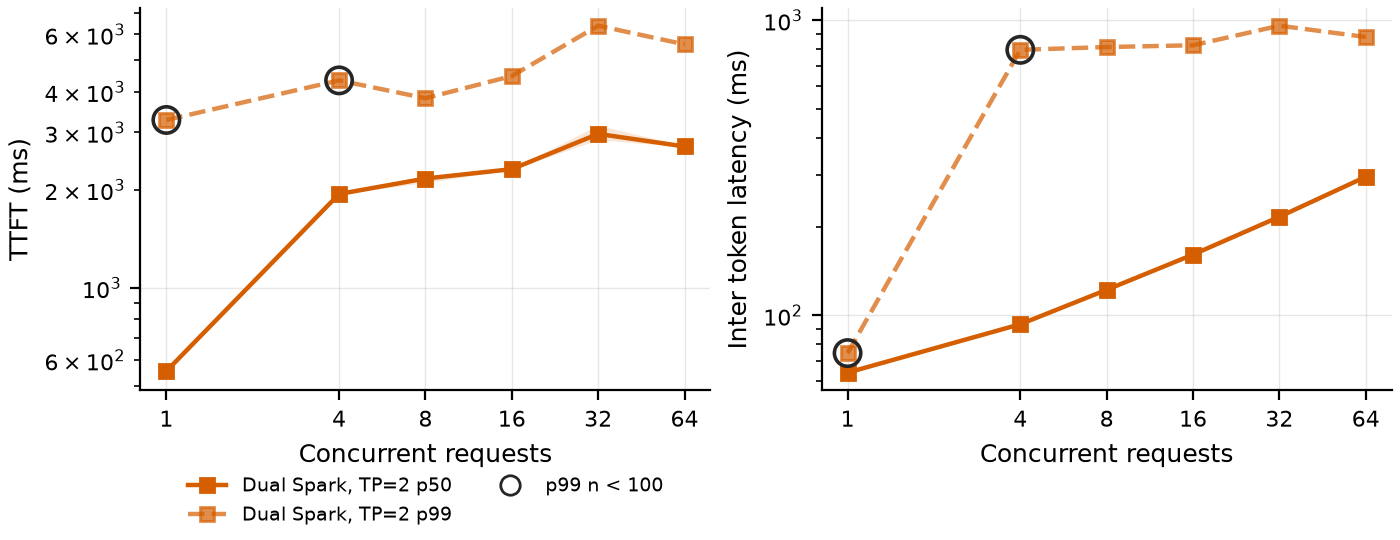 TTFT (ms)
6 × 10³
4 × 10³
3 × 10³
2 × 10³
10³
6 × 10²
1 4 8 16 32 64
Concurrent requests
Inter token latency (ms)
10³
10²
1 4 8 16 32 64
Concurrent requests
Dual Spark, TP=2 p50
Dual Spark, TP=2 p99
p99 n < 100